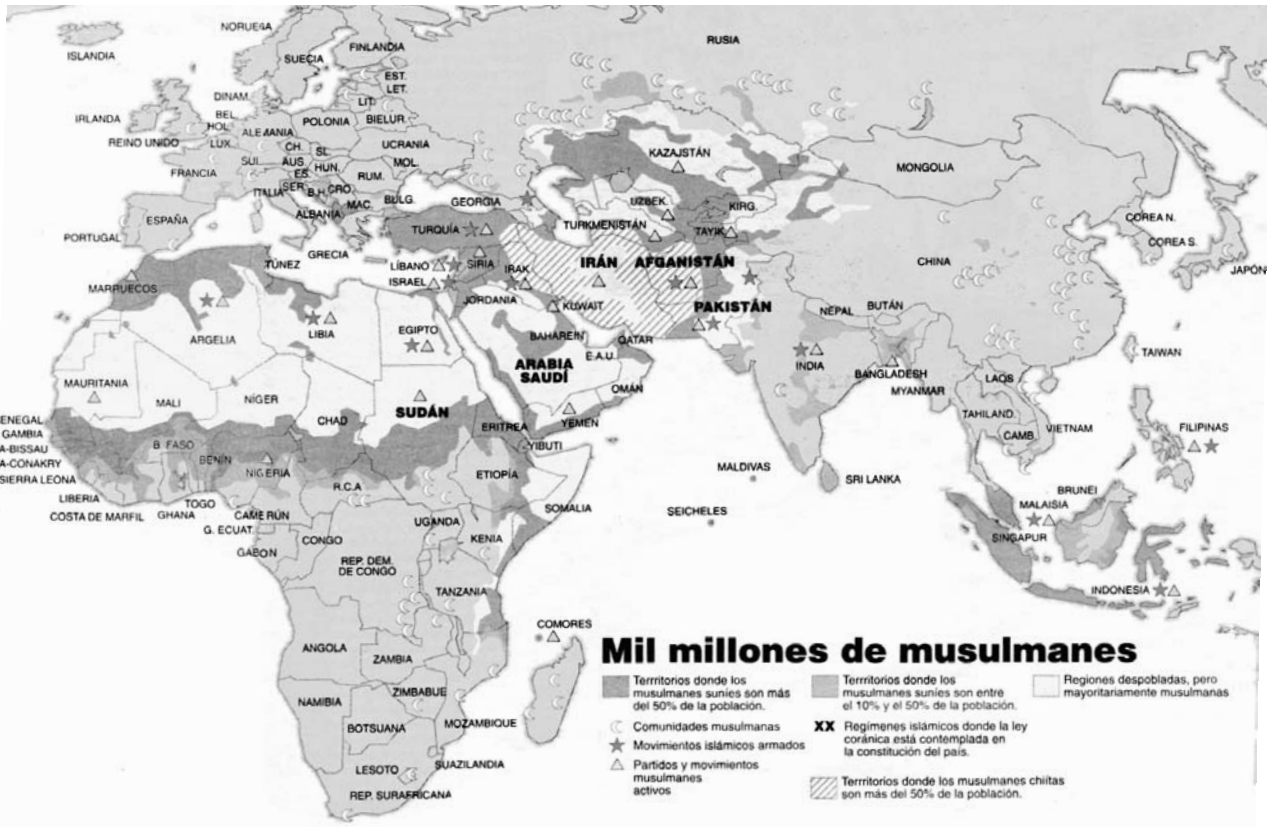 ISLANDIA
NORUEGA
SUECIA
FINLANDIA
RUSIA
EST.
LET.
LIT.
DINAM.
IRLANDA
REINO UNIDO
BEL.
HOL.
LUX.
ALEMANIA
POLONIA
BIELUR.
CH.
SL.
UCRANIA
FRANCIA
SUI.
AUS.
HUN.
MOL.
RUM.
ES.
ITALIA
SER.
B.H.
CRO.
MAC.
BULG.
ALBANIA
GRECIA
PORTUGAL
ESPAÑA
GEORGIA
TURQUÍA
KAZAJSTÁN
MONGOLIA
UZBEK.
KIRG.
TURKMENISTÁN
TAYIK.
COREA N.
COREA S.
JAPÓN
CHINA
MARRUECOS
TÚNEZ
LÍBANO
ISRAEL
SIRIA
IRAK
IRÁN
AFGANISTÁN
JORDANIA
KUWAIT
PAKISTÁN
NEPAL
BUTÁN
ARGELIA
LIBIA
EGIPTO
BAHAREIN
QATAR
E.A.U.
ARABIA
SAUDÍ
OMÁN
INDIA
BANGLADESH
MYANMAR
LAOS
TAIWAN
MAURITANIA
MALI
NÍGER
CHAD
SUDÁN
ERITREA
YEMEN
YIBUTI
TAHILAND.
CAMB.
VIETNAM
FILIPINAS
ENEGAL
GAMBIA
A-BISSAU
A-CONAKRY
SIERRA LEONA
LIBERIA
COSTA DE MARFIL
B. FASO
BENÍN
NIGERIA
TOGO
GHANA
CAMERÚN
G. ECUAT.
GABÓN
R.C.A.
ETIOPÍA
SOMALIA
MALDIVAS
SRI LANKA
SEICHELES
BRUNEI
MALAISIA
SINGAPUR
INDONESIA
CONGO
UGANDA
KENIA
REP. DEM.
DE CONGO
TANZANIA
COMORES
ANGOLA
ZAMBIA
NAMIBIA
ZIMBABUE
BOTSUANA
MOZAMBIQUE
LESOTO
SUAZILANDIA
REP. SURAFRICANA
Mil millones de musulmanes
Terrritorios donde los
musulmanes suníes son más
del 50% de la población.
Comunidades musulmanas
Movimientos islámicos armados
Partidos y movimientos
musulmanes
activos
Terrritorios donde los
musulmanes suníes son entre
el 10% y el 50% de la población.
XX Regímenes islámicos donde la ley
coránica está contemplada en
la constitución del país.
Terrritorios donde los musulmanes chiítas
son más del 50% de la población.
Regiones despobladas, pero
mayoritariamente musulmanas